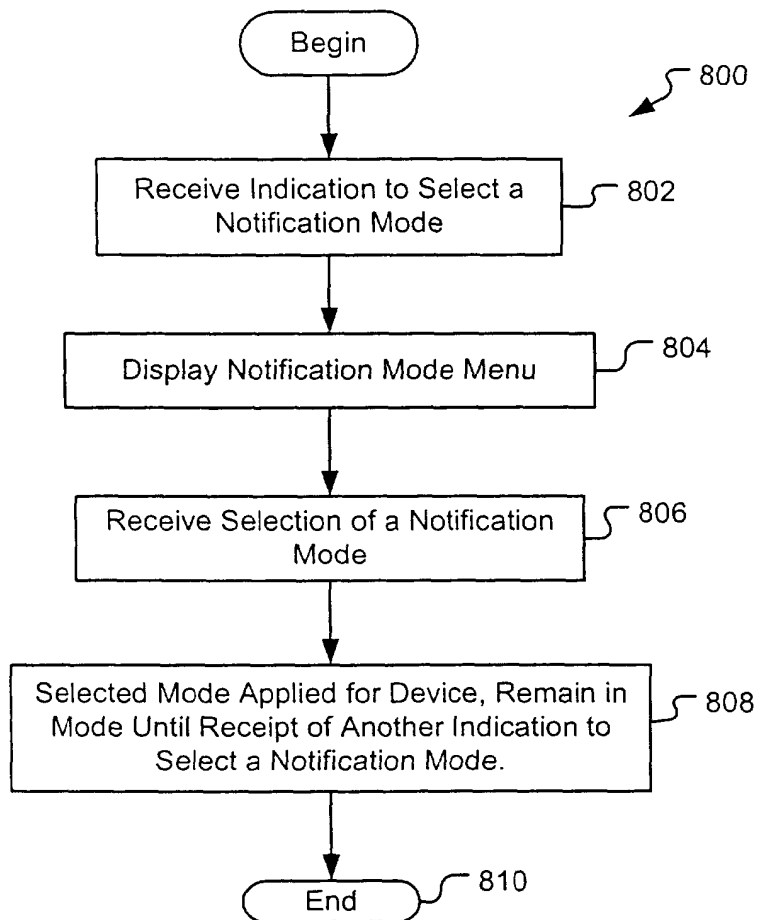 Begin
800
Receive Indication to Select a
Notification Mode
802
Display Notification Mode Menu
804
Receive Selection of a Notification
Mode
806
Selected Mode Applied for Device, Remain in
Mode Until Receipt of Another Indication to
Select a Notification Mode.
808
End
810